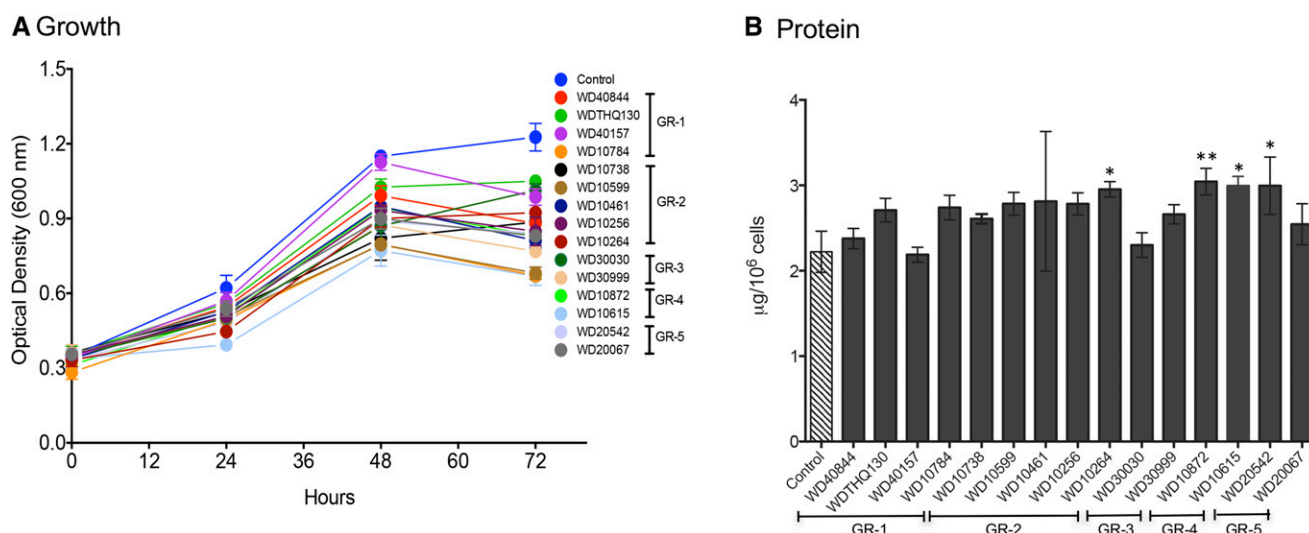 A Growth
Optical Density (600 nm)
1.5
1.2
0.9
0.6
0.3
0.0
0 12 24 36 48 60 72
Hours
Control
WD40844
WDTHQ130
WD40157
WD10784
WD10738
WD10599
WD10461
WD10256
WD10264
WD30030
WD30999
WD10872
WD10615
WD20542
WD20067
GR-1
GR-2
GR-3
GR-4
GR-5
B Protein
µg/10⁶ cells
4
3
2
1
0
* ** * *
Control
WD40844
WDTHQ130
WD40157
WD10784
WD10738
WD10599
WD10461
WD10256
WD10264
WD30030
WD30999
WD10872
WD10615
WD20542
WD20067
GR-1 GR-2 GR-3 GR-4 GR-5